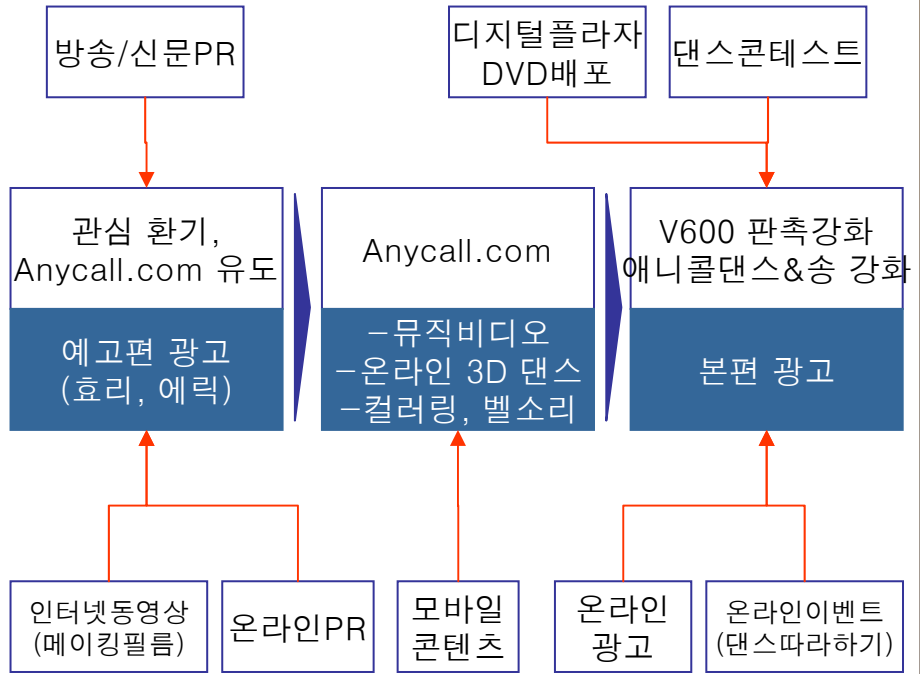 방송/신문PR
디지털플라자
DVD배포
댄스콘테스트
관심 환기,
Anycall.com 유도
예고편 광고
(효리, 에릭)
Anycall.com
-뮤직비디오
-온라인 3D 댄스
-컬러링, 벨소리
V600 판촉강화
애니콜댄스&송 강화
본편 광고
인터넷동영상
(메이킹필름)
온라인PR
모바일
콘텐츠
온라인
광고
온라인이벤트
(댄스따라하기)